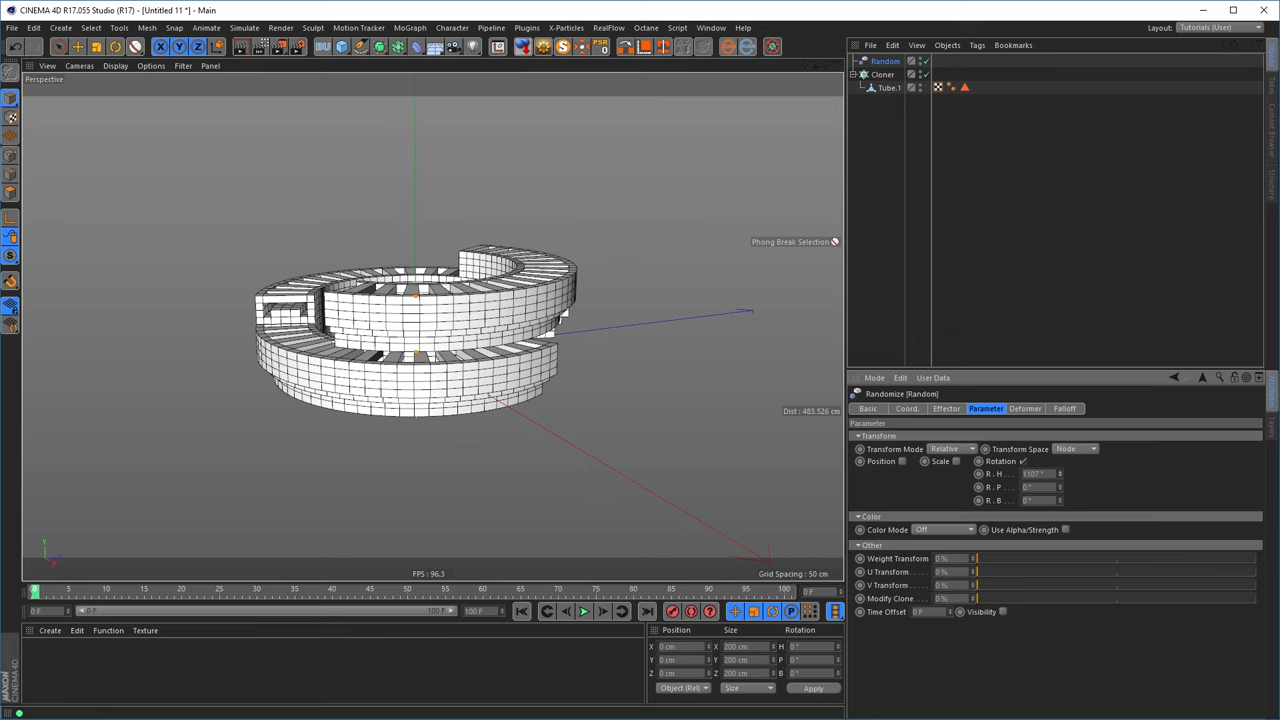 CINEMA 4D R17.055 Studio (R17) - [Untitled 11 *] - Main
File Edit Create Select Tools Mesh Snap Animate Simulate Render Sculpt Motion Tracker MoGraph Character Pipeline Plugins X-Particles RealFlow Octane Script Window Help
Layout: Tutorials (User)
X Y Z
PSR
View Cameras Display Options Filter Panel
Perspective
File Edit View Objects Tags Bookmarks
Random
Cloner
Tube.1
Phong Break Selection
Dist : 483.526 cm
FPS : 96.3
Grid Spacing : 50 cm
Mode Edit User Data
Randomize [Random]
Basic Coord. Effector Parameter Deformer Falloff
Parameter
Transform
Transform Mode Relative Transform Space Node
Position Scale Rotation
R . H . . . 1107 °
R . P . . . 0 °
R . B . . . 0 °
Color
Color Mode Off Use Alpha/Strength
Other
Weight Transform 0 %
U Transform. . . . . 0 %
V Transform. . . . . 0 %
Modify Clone. . . . 0 %
Time Offset 0 F Visibility
0 5 10 15 20 25 30 35 40 45 50 55 60 65 70 75 80 85 90 95 100
0 F
0 F 0 F 100 F 100 F
Create Edit Function Texture
Position Size Rotation
X 0 cm X 200 cm H 0 °
Y 0 cm Y 200 cm P 0 °
Z 0 cm Z 200 cm B 0 °
Object (Rel) Size Apply
MAXON CINEMA4D